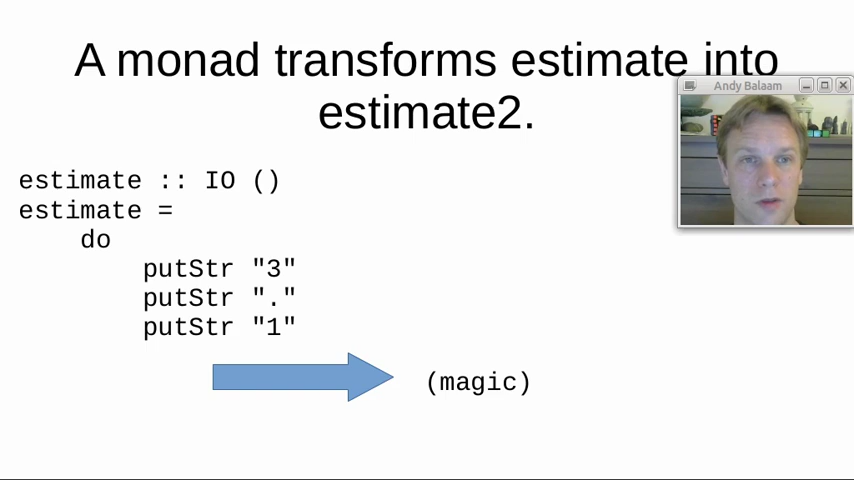 A monad transforms estimate into
estimate2.
Andy Balaam
estimate :: IO ()
estimate =
do
putStr "3"
putStr "."
putStr "1"
(magic)